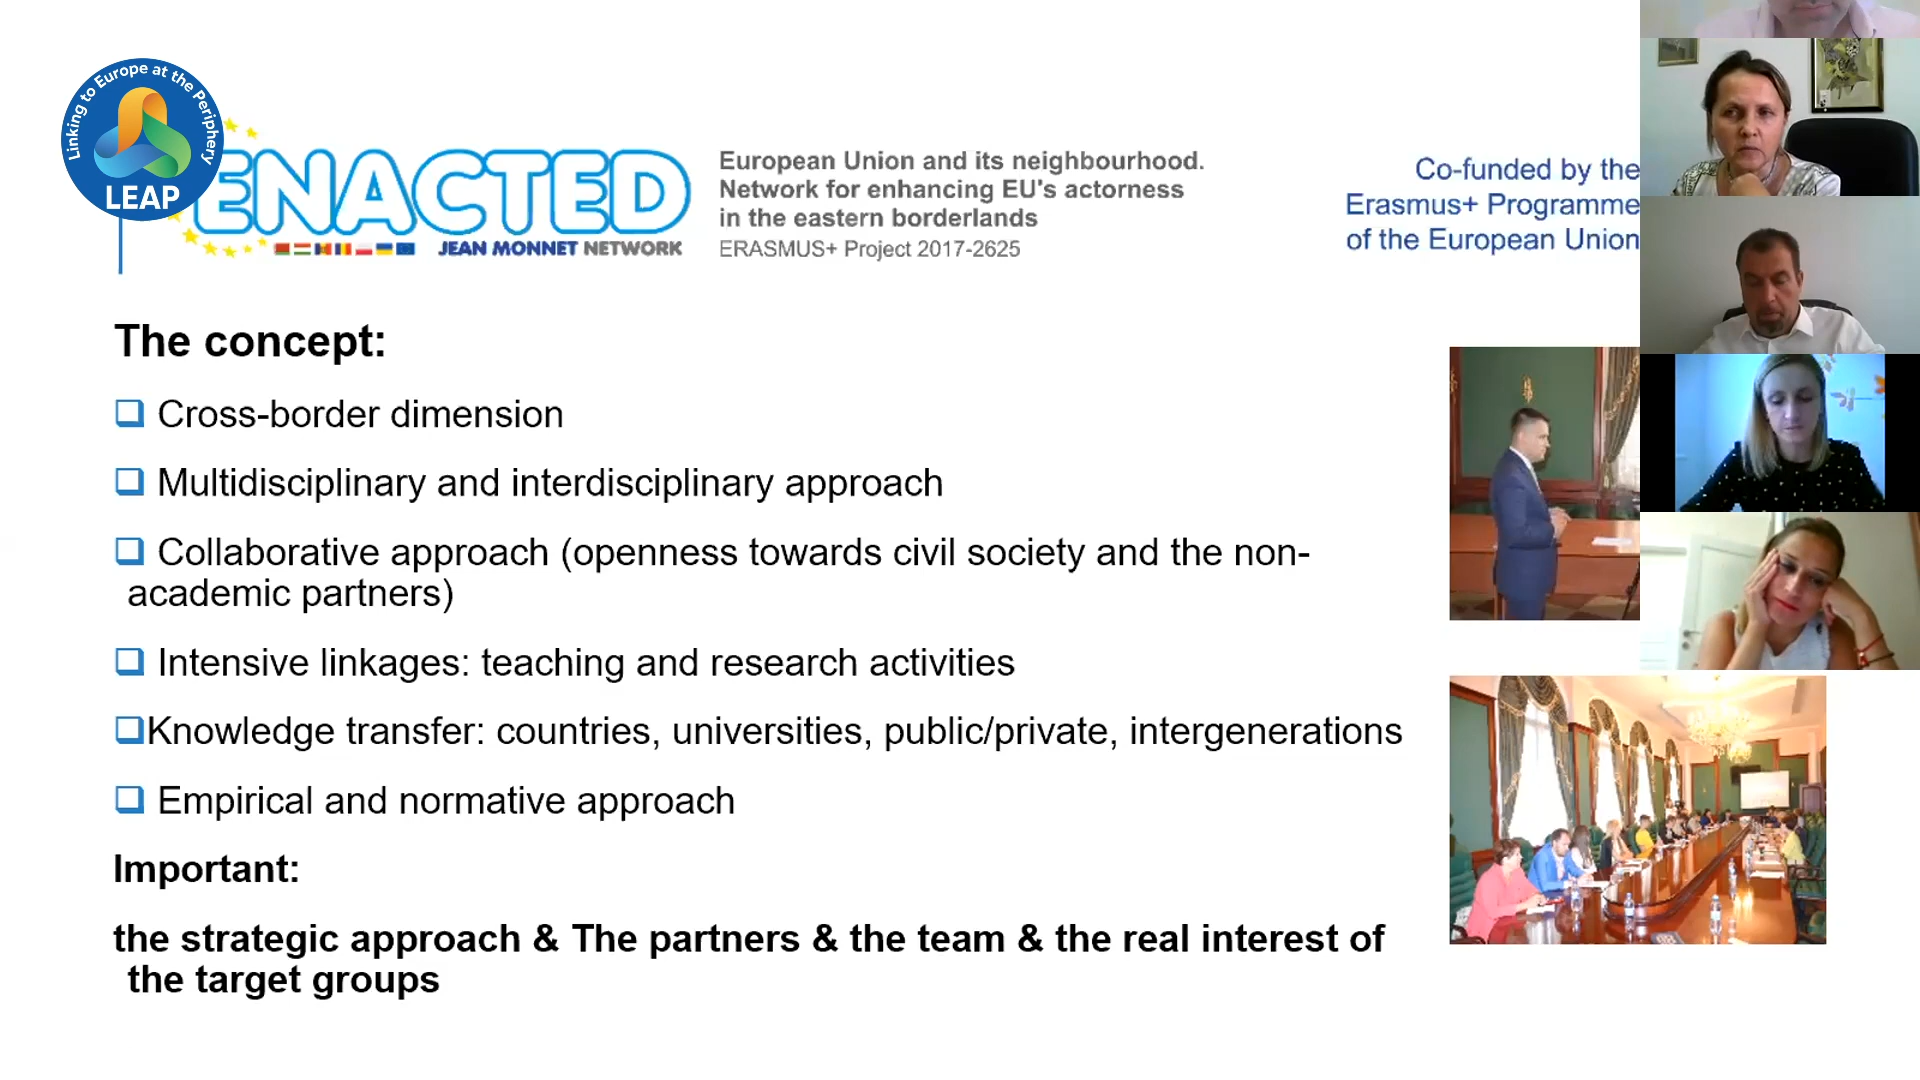 Linking to Europe at the Periphery
LEAP
ENACTED
JEAN MONNET NETWORK
European Union and its neighbourhood.
Network for enhancing EU's actorness
in the eastern borderlands
ERASMUS+ Project 2017-2625
Co-funded by the
Erasmus+ Programme
of the European Union
The concept:
Cross-border dimension
Multidisciplinary and interdisciplinary approach
Collaborative approach (openness towards civil society and the non-
academic partners)
Intensive linkages: teaching and research activities
Knowledge transfer: countries, universities, public/private, intergenerations
Empirical and normative approach
Important:
the strategic approach & The partners & the team & the real interest of
the target groups